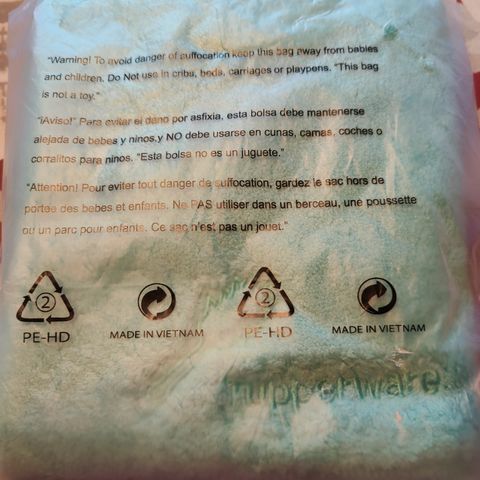 "Warning! To avoid danger of suffocation keep this bag away from babies
and children. Do Not use in cribs, beds, carriages or playpens. "This bag
is not a toy."
"¡Aviso!" Para evitar el dano por asfixia, esta bolsa debe mantenerse
alejada de bebes y ninos,y NO debe usarse en cunas, camas, coches o
corralitos para ninos. "Esta bolsa no es un juguete."
"Attention! Pour eviter tout danger de suffocation, gardez le sac hors de
portee des bebes et enfants. Ne PAS utiliser dans un berceau, une poussette
ou un parc pour enfants. Ce sac n'est pas un jouet."
2 2
PE-HD MADE IN VIETNAM PE-HD MADE IN VIETNAM
Tupperware